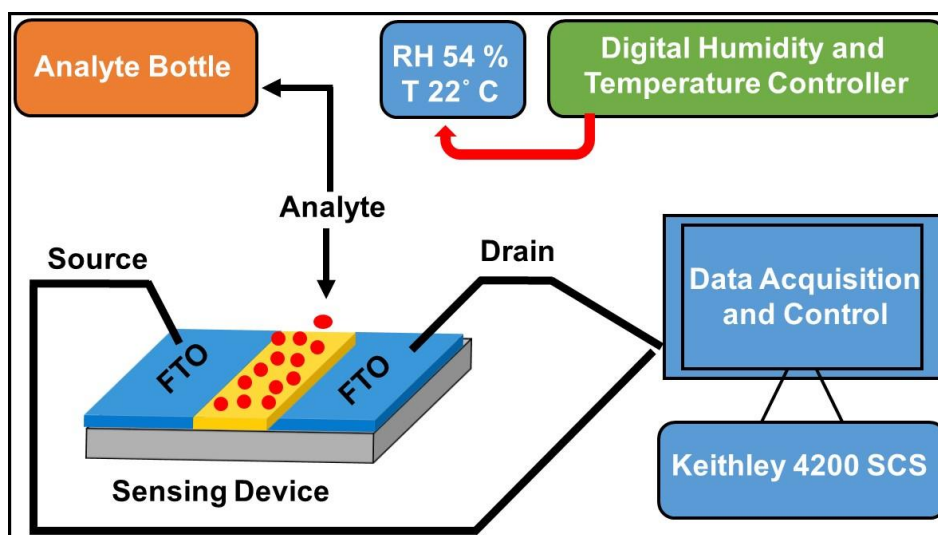 Analyte Bottle
RH 54 %
T 22° C
Digital Humidity and
Temperature Controller
Analyte
Source
Drain
Data Acquisition
and Control
FTO
FTO
Sensing Device
Keithley 4200 SCS